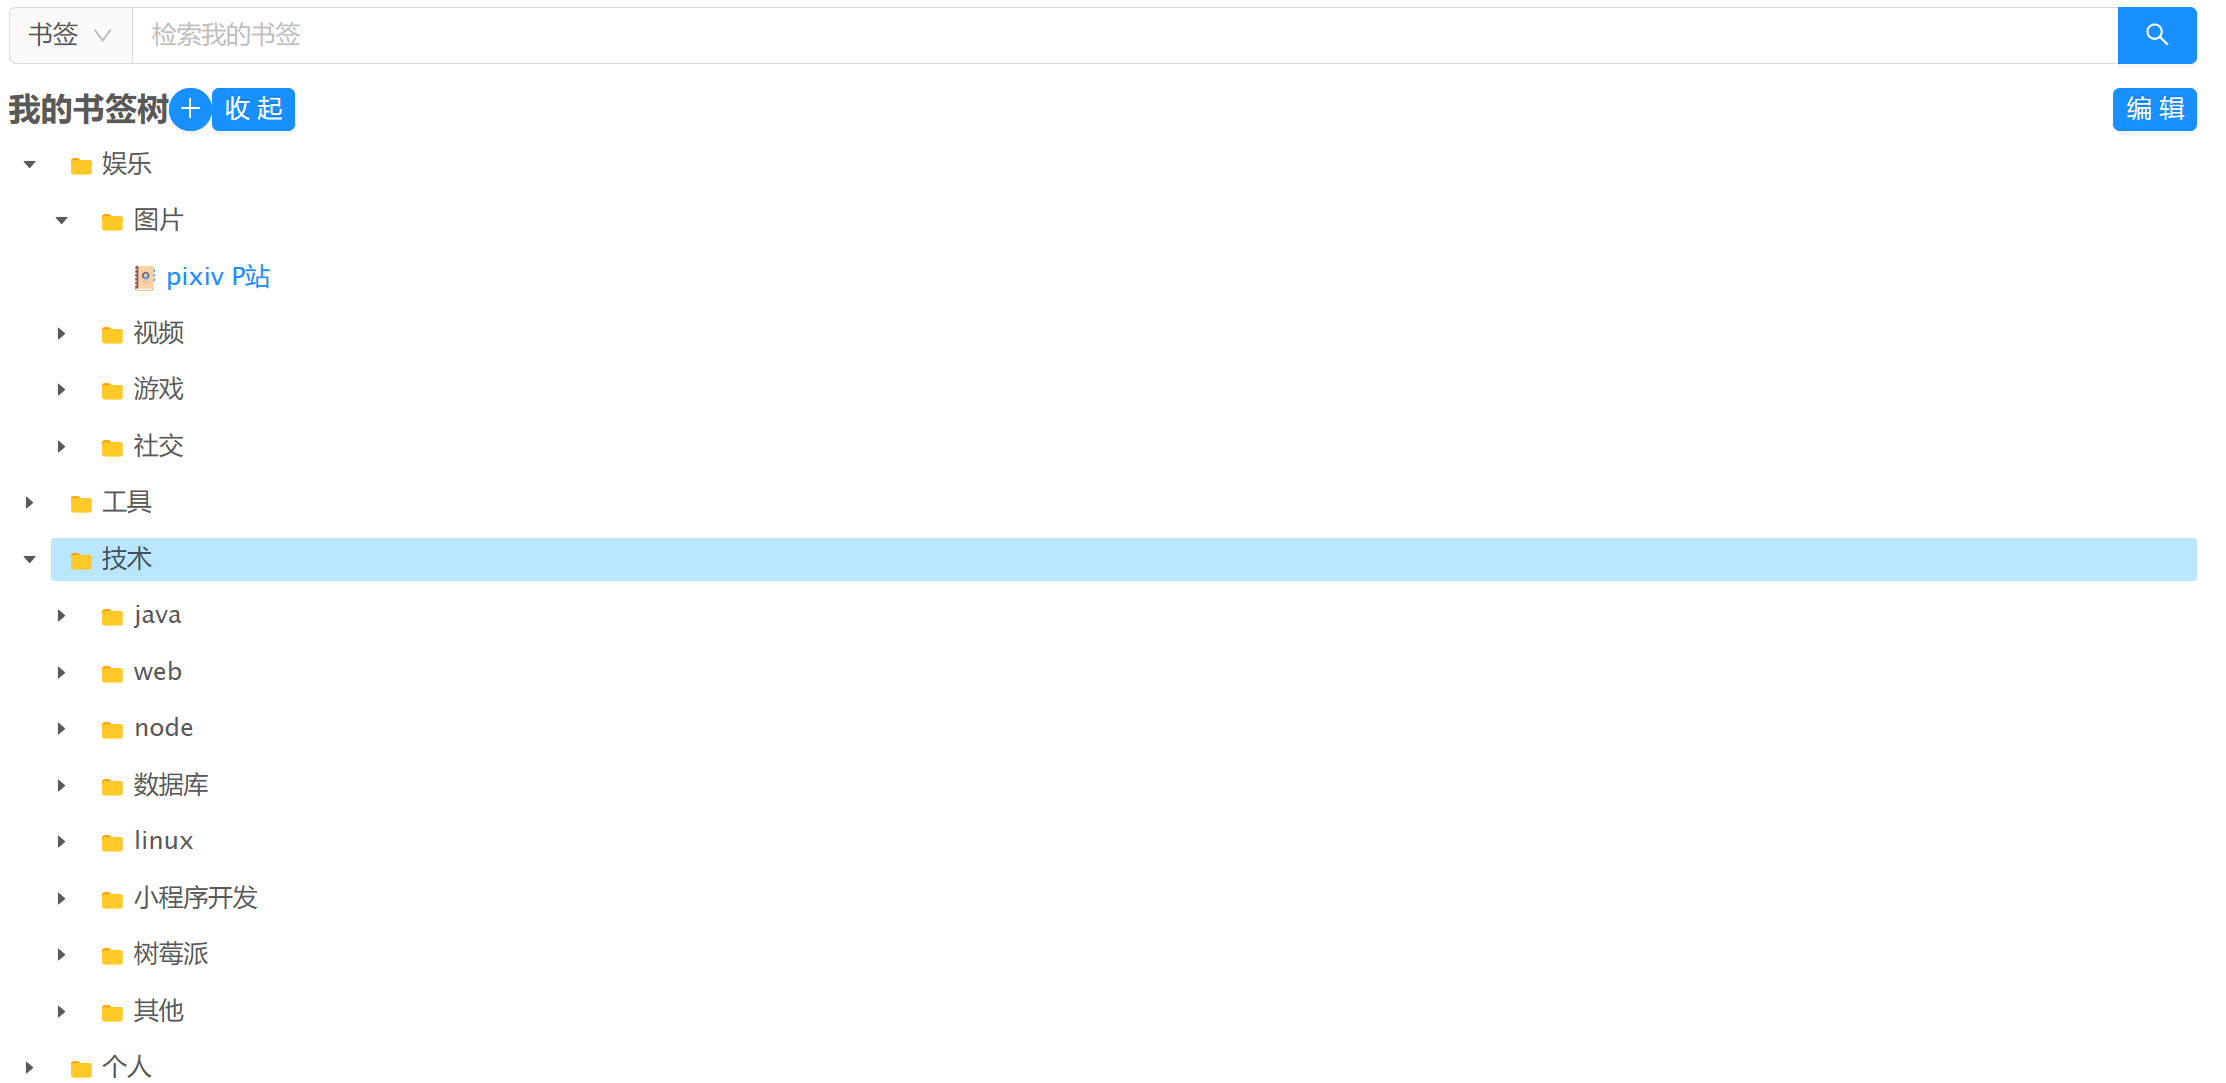 书签 检索我的书签
我的书签树 收起 编辑
娱乐
图片
pixiv P站
视频
游戏
社交
工具
技术
java
web
node
数据库
linux
小程序开发
树莓派
其他
个人